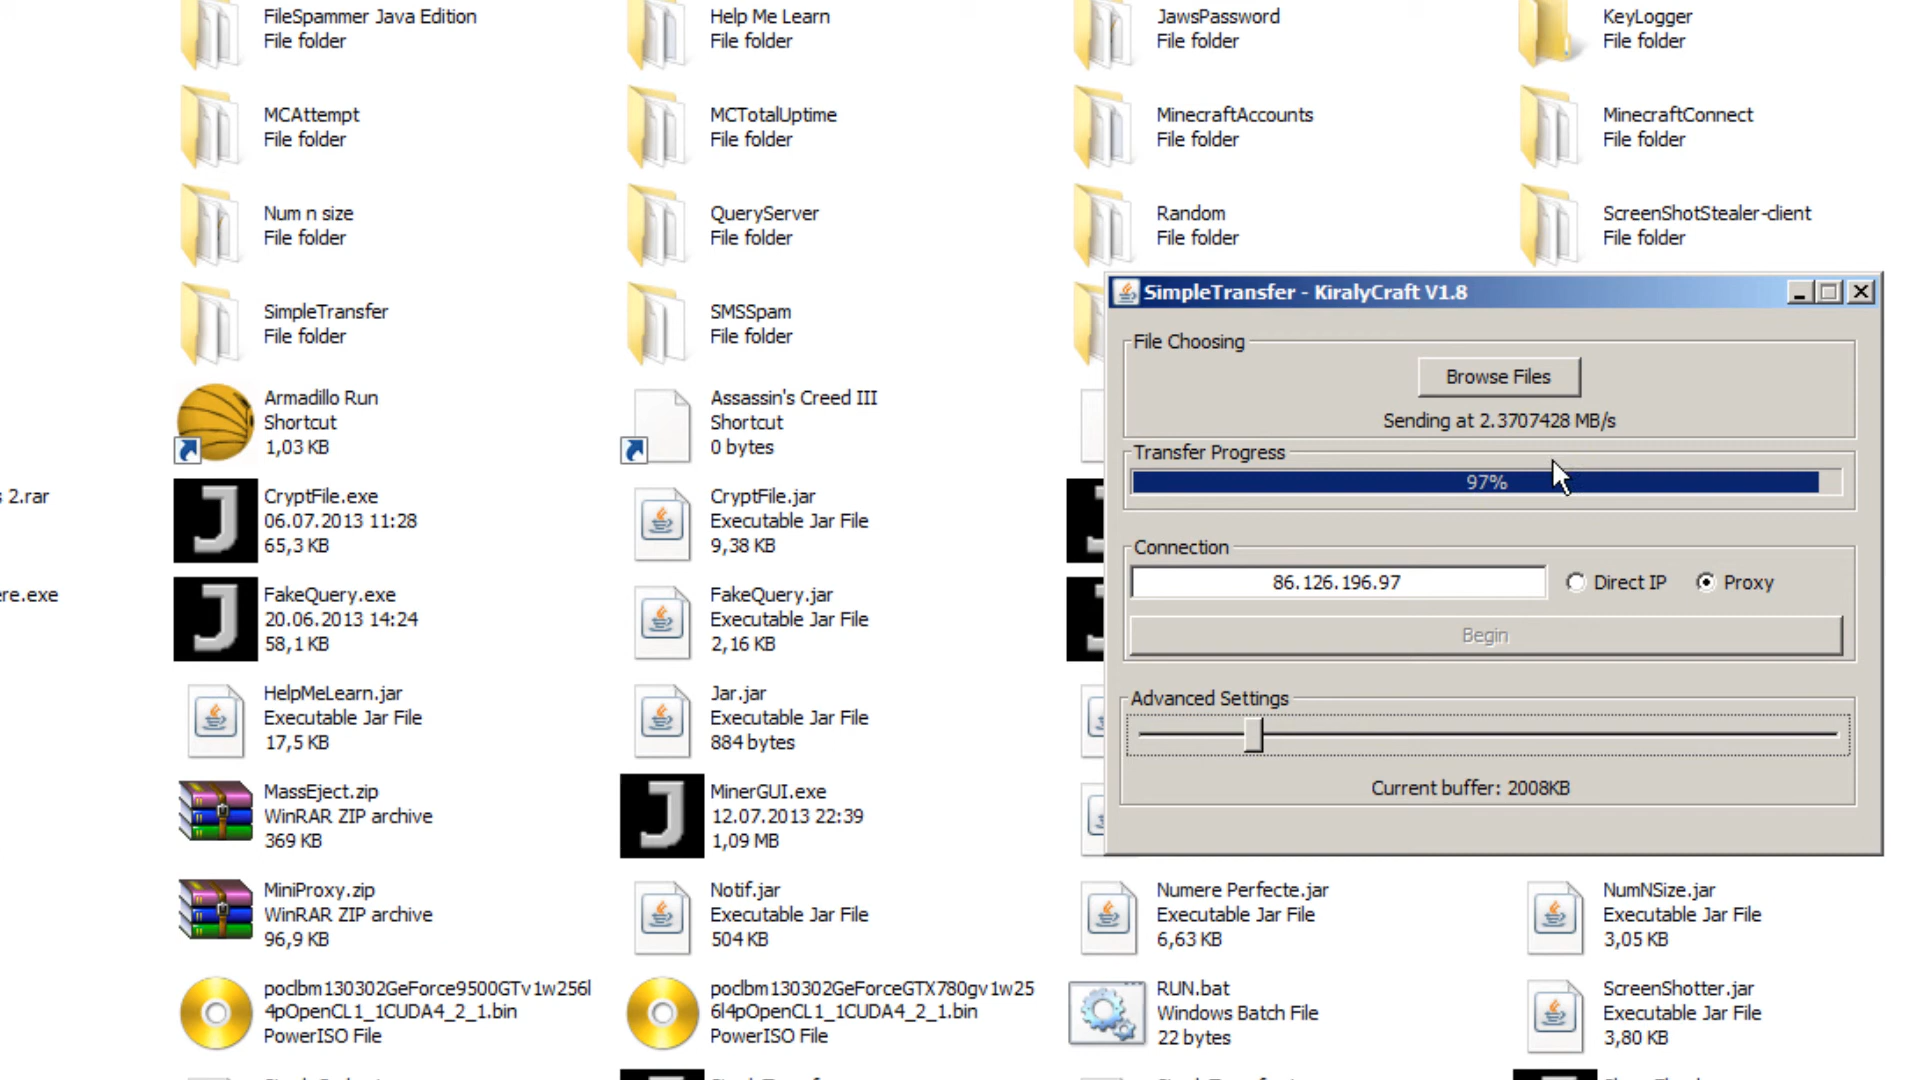 FileSpammer Java Edition
File folder
Help Me Learn
File folder
JawsPassword
File folder
KeyLogger
File folder
MCAttempt
File folder
MCTotalUptime
File folder
MinecraftAccounts
File folder
MinecraftConnect
File folder
Num n size
File folder
QueryServer
File folder
Random
File folder
ScreenShotStealer-client
File folder
SimpleTransfer
File folder
SMSSpam
File folder
Armadillo Run
Shortcut
1,03 KB
Assassin's Creed III
Shortcut
0 bytes
s 2.rar
CryptFile.exe
06.07.2013 11:28
65,3 KB
CryptFile.jar
Executable Jar File
9,38 KB
re.exe
FakeQuery.exe
20.06.2013 14:24
58,1 KB
FakeQuery.jar
Executable Jar File
2,16 KB
HelpMeLearn.jar
Executable Jar File
17,5 KB
Jar.jar
Executable Jar File
884 bytes
MassEject.zip
WinRAR ZIP archive
369 KB
MinerGUI.exe
12.07.2013 22:39
1,09 MB
SimpleTransfer - KiralyCraft V1.8
File Choosing
Browse Files
Sending at 2.3707428 MB/s
Transfer Progress
97%
Connection
86.126.196.97
Direct IP
Proxy
Begin
Advanced Settings
Current buffer: 2008KB
MiniProxy.zip
WinRAR ZIP archive
96,9 KB
Notif.jar
Executable Jar File
504 KB
Numere Perfecte.jar
Executable Jar File
6,63 KB
NumNSize.jar
Executable Jar File
3,05 KB
poclbm130302GeForce9500GTv1w256l
4pOpenCL1_1CUDA4_2_1.bin
PowerISO File
poclbm130302GeForceGTX780gv1w25
6l4pOpenCL1_1CUDA4_2_1.bin
PowerISO File
RUN.bat
Windows Batch File
22 bytes
ScreenShotter.jar
Executable Jar File
3,80 KB